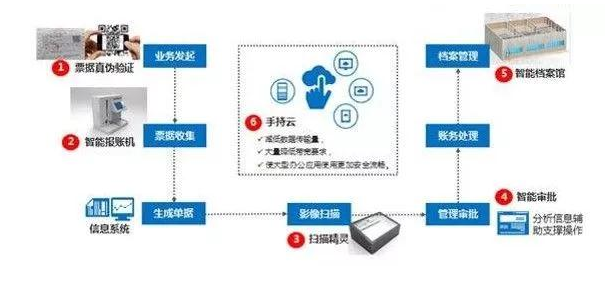 业务发起
档案管理
1 票据真伪验证
5 智能档案馆
6 手持云
减低数据传输量,
大量降低带宽要求,
使大型办公应用使用更加安全流畅。
票据收集
账务处理
2 智能报账机
生成单据
影像扫描
管理审批
4 智能审批
信息系统
3 扫描精灵
分析信息辅
助支撑操作